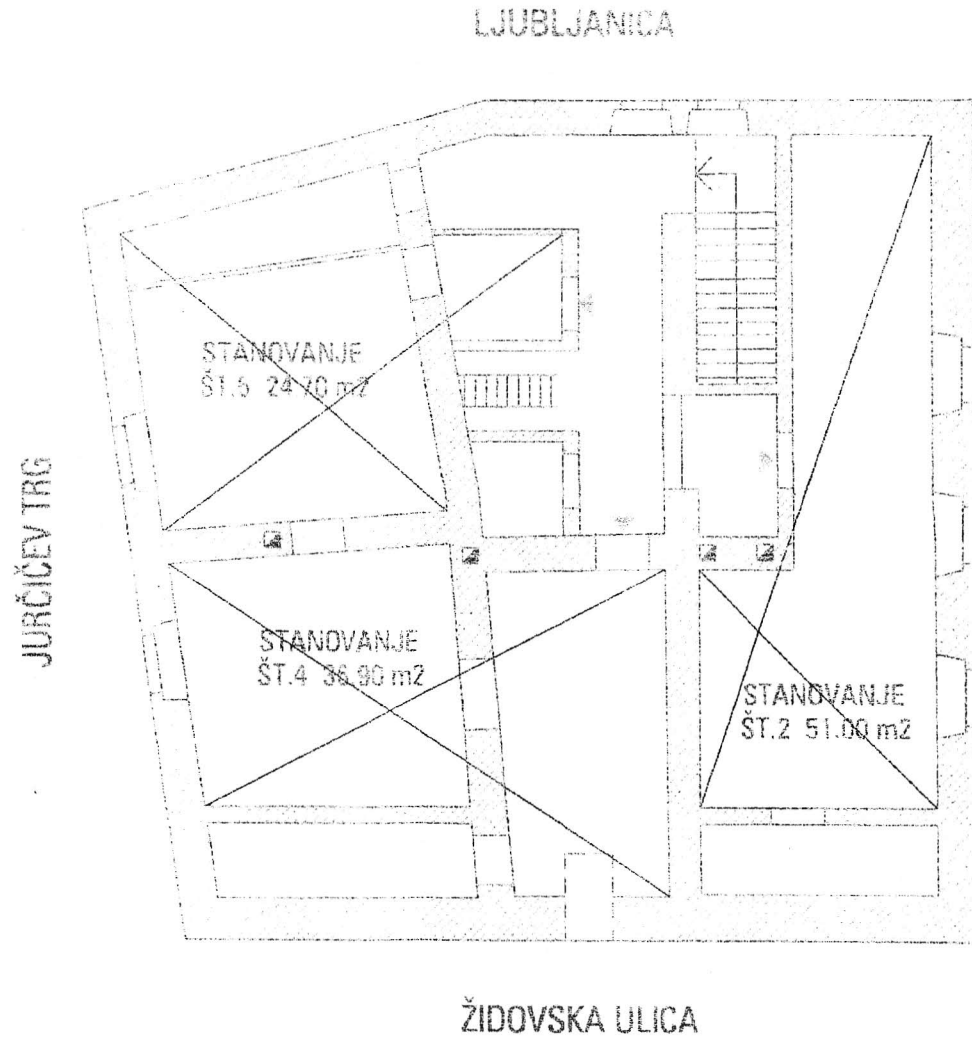 LJUBLJANICA
STANOVANJE
ŠT.5 24.70 m2
JURČIČEV TRG
STANOVANJE
ŠT.4 36.90 m2
STANOVANJE
ŠT.2 51.00 m2
ŽIDOVSKA ULICA